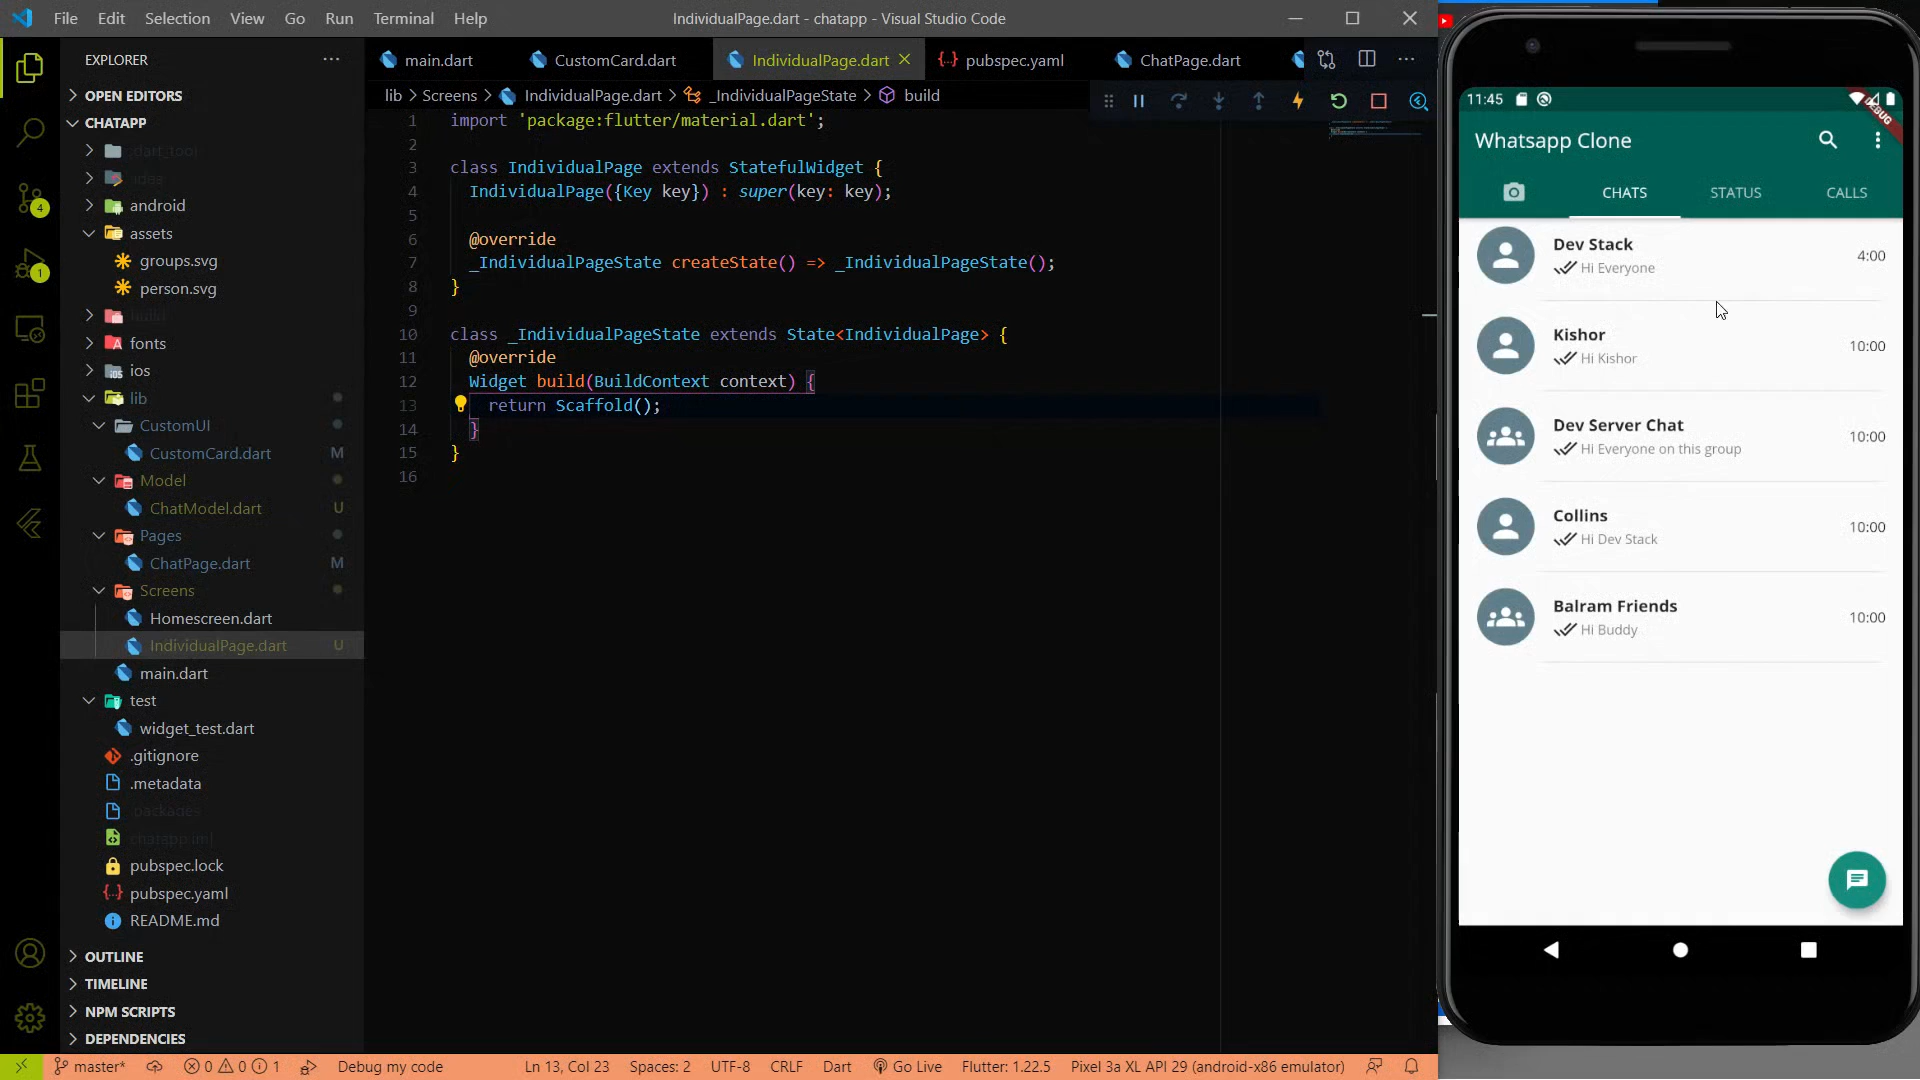 File Edit Selection View Go Run Terminal Help
IndividualPage.dart - chatapp - Visual Studio Code
EXPLORER
OPEN EDITORS
CHATAPP
.dart_tool
.idea
android
assets
groups.svg
person.svg
build
fonts
ios
lib
CustomUI
CustomCard.dart M
Model
ChatModel.dart U
Pages
ChatPage.dart M
Screens
Homescreen.dart
IndividualPage.dart U
main.dart
test
widget_test.dart
.gitignore
.metadata
.packages
chatapp.iml
pubspec.lock
pubspec.yaml
README.md
OUTLINE
TIMELINE
NPM SCRIPTS
DEPENDENCIES
4
1
main.dart CustomCard.dart IndividualPage.dart pubspec.yaml ChatPage.dart
lib > Screens > IndividualPage.dart > _IndividualPageState > build
1 import 'package:flutter/material.dart';
2
3 class IndividualPage extends StatefulWidget {
4 IndividualPage({Key key}) : super(key: key);
5
6 @override
7 _IndividualPageState createState() => _IndividualPageState();
8 }
9
10 class _IndividualPageState extends State<IndividualPage> {
11 @override
12 Widget build(BuildContext context) {
13 return Scaffold();
14 }
15 }
16
master* 0 0 1 Debug my code Ln 13, Col 23 Spaces: 2 UTF-8 CRLF Dart Go Live Flutter: 1.22.5 Pixel 3a XL API 29 (android-x86 emulator)
11:45
DEBUG
Whatsapp Clone
CHATS STATUS CALLS
Dev Stack
4:00
Hi Everyone
Kishor
10:00
Hi Kishor
Dev Server Chat
10:00
Hi Everyone on this group
Collins
10:00
Hi Dev Stack
Balram Friends
10:00
Hi Buddy